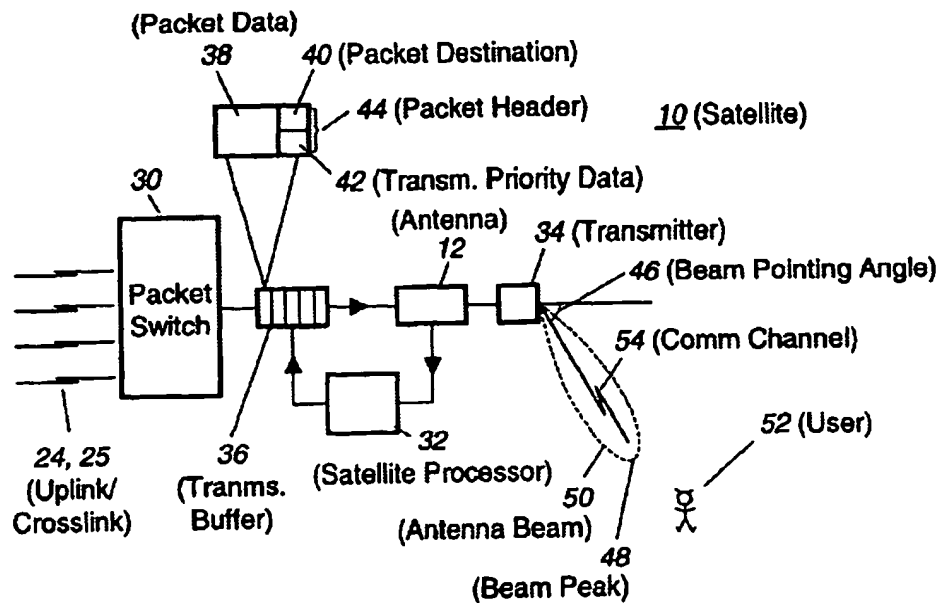 (Packet Data)
38
40 (Packet Destination)
44 (Packet Header)
10 (Satellite)
42 (Transm. Priority Data)
30
(Antenna)
12
34 (Transmitter)
46 (Beam Pointing Angle)
Packet
Switch
54 (Comm Channel)
24, 25
(Uplink/
Crosslink)
36
(Tranms.
Buffer)
32
(Satellite Processor)
50
(Antenna Beam)
48
(Beam Peak)
52 (User)